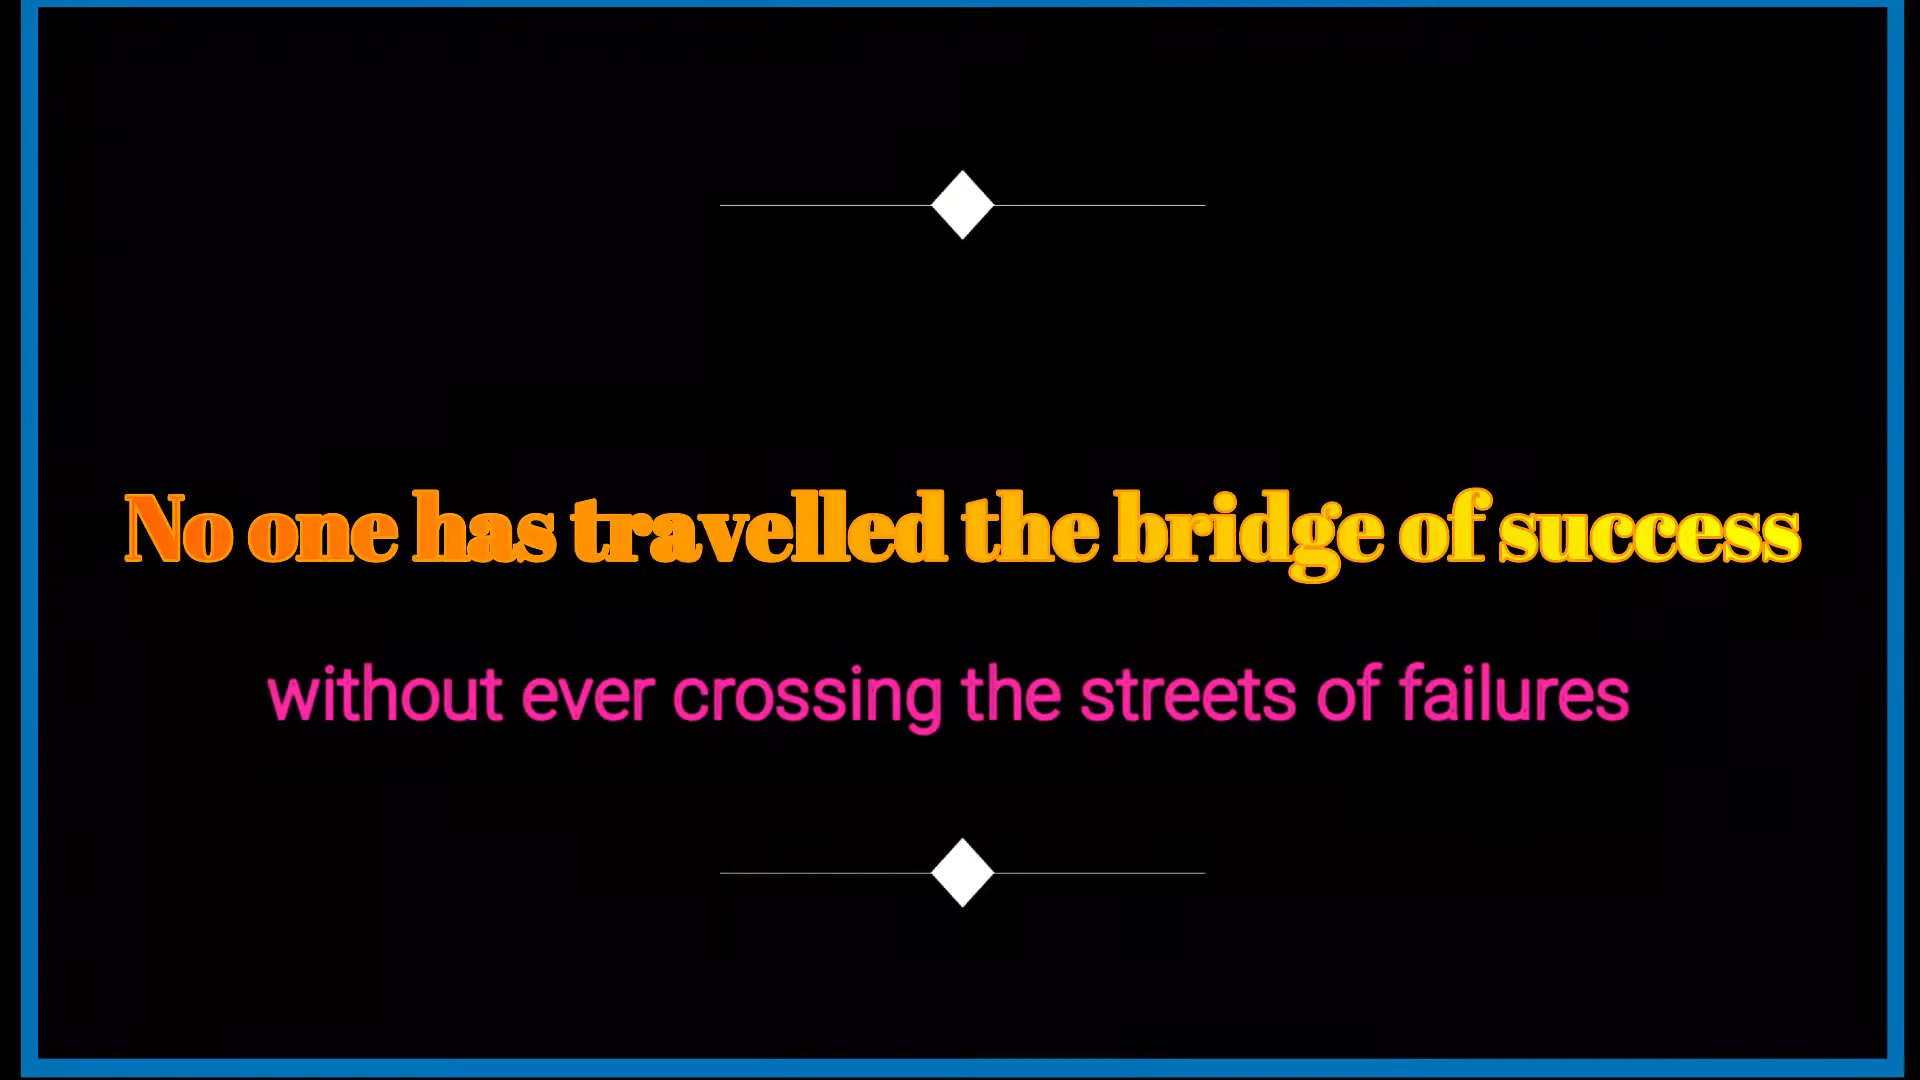 No one has travelled the bridge of success
without ever crossing the streets of failures